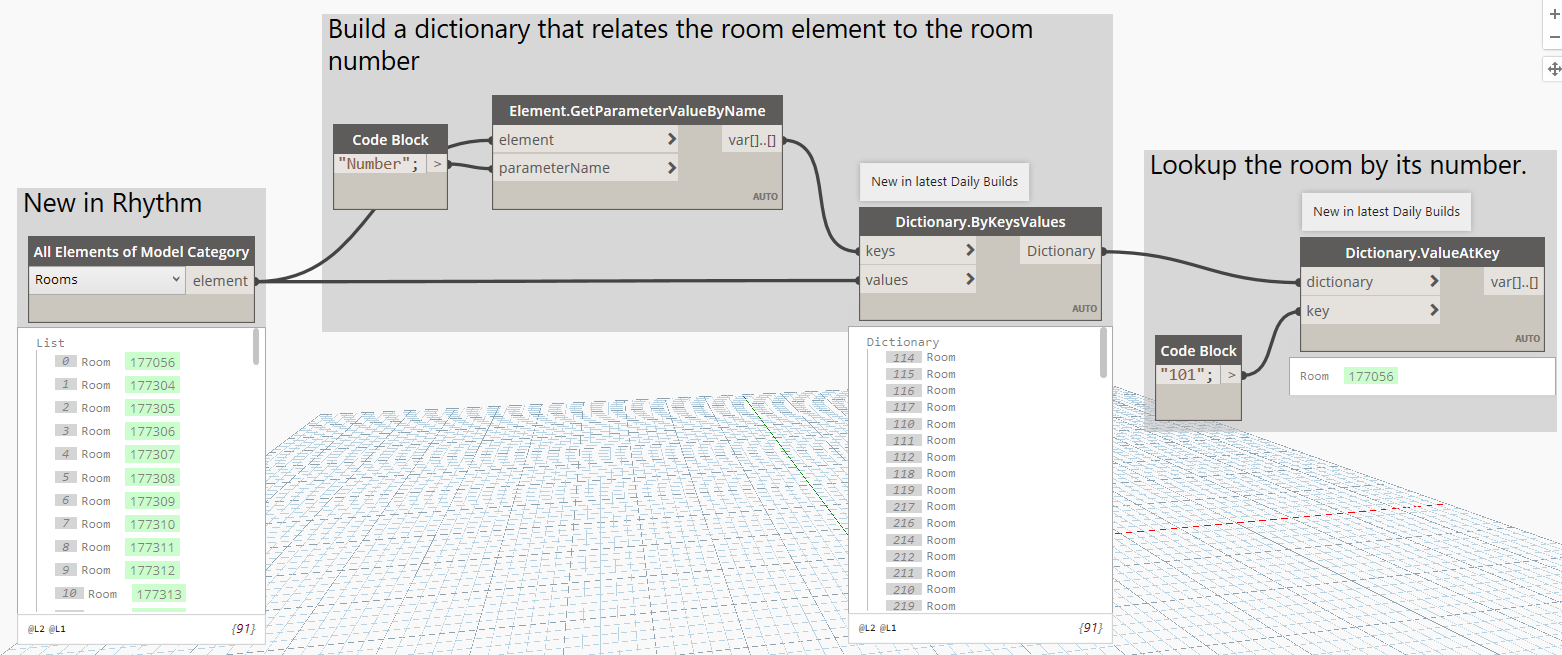 Build a dictionary that relates the room element to the room
number
Element.GetParameterValueByName
Code Block
element > var[]..[]
"Number"; >
parameterName >
AUTO
New in Rhythm
All Elements of Model Category
Rooms element
List
0 Room 177056
1 Room 177304
2 Room 177305
3 Room 177306
4 Room 177307
5 Room 177308
6 Room 177309
7 Room 177310
8 Room 177311
9 Room 177312
10 Room 177313
@L2 @L1 {91}
New in latest Daily Builds
Dictionary.ByKeysValues
keys > Dictionary
values >
AUTO
Dictionary
114 Room
115 Room
116 Room
117 Room
110 Room
111 Room
112 Room
118 Room
119 Room
217 Room
216 Room
214 Room
212 Room
211 Room
210 Room
219 Room
@L2 @L1 {91}
Lookup the room by its number.
New in latest Daily Builds
Dictionary.ValueAtKey
dictionary > var[]..[]
key >
AUTO
Code Block
"101"; >
Room 177056